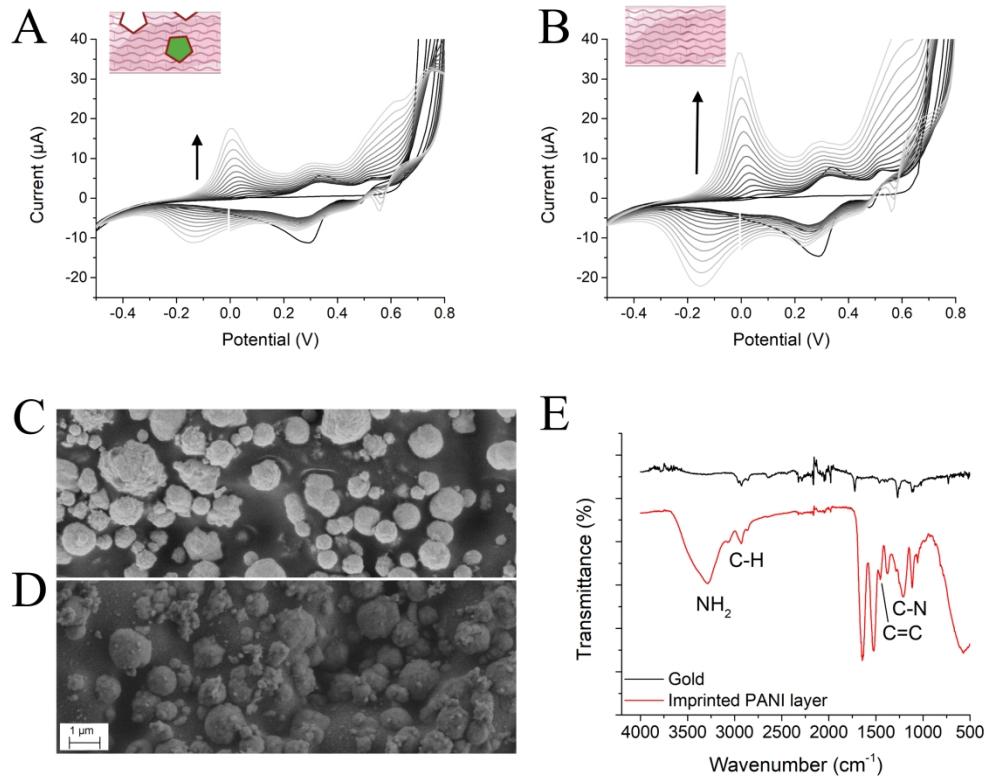 A
40
30
20
10
0
-10
-20
Current (µA)
-0.4 -0.2 0.0 0.2 0.4 0.6 0.8
Potential (V)
B
40
30
20
10
0
-10
-20
Current (µA)
-0.4 -0.2 0.0 0.2 0.4 0.6 0.8
Potential (V)
C
D
1 µm
E
Transmittance (%)
C-H
NH₂
C-N
C=C
Gold
Imprinted PANI layer
4000 3500 3000 2500 2000 1500 1000 500
Wavenumber (cm⁻¹)